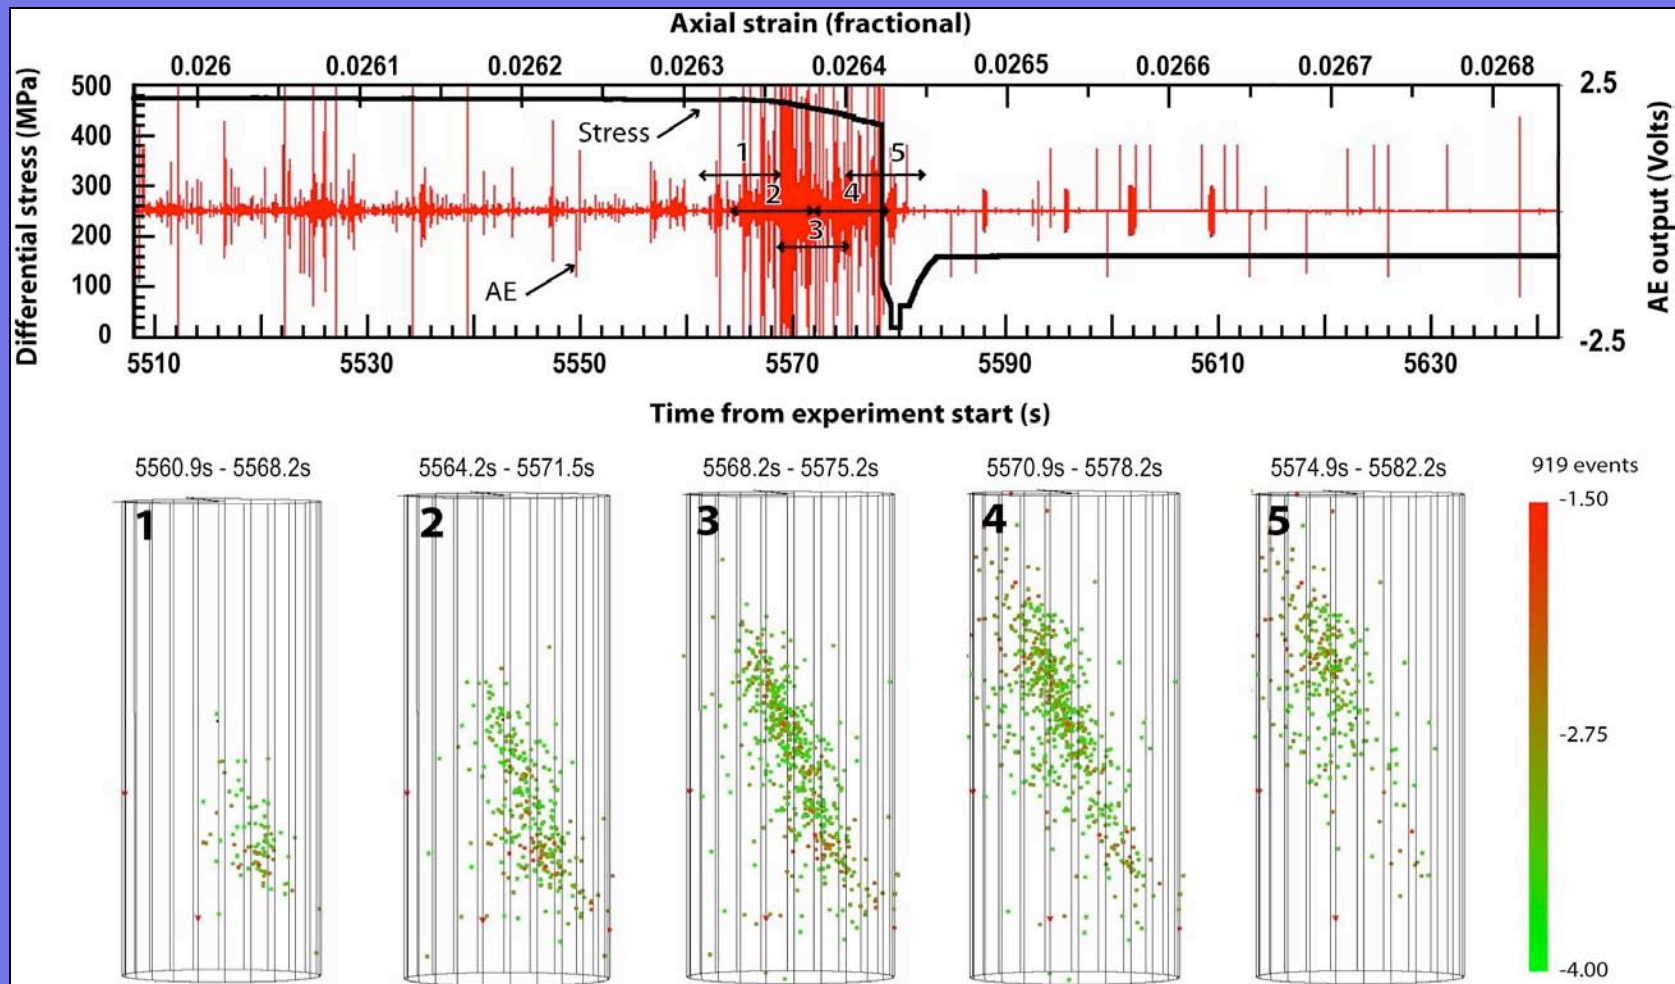 Axial strain (fractional)
0.026 0.0261 0.0262 0.0263 0.0264 0.0265 0.0266 0.0267 0.0268
Differential stress (MPa)
500
400
300
200
100
0
2.5
-2.5
AE output (Volts)
Stress
AE
1
2
3
4
5
5510 5530 5550 5570 5590 5610 5630
Time from experiment start (s)
5560.9s - 5568.2s 5564.2s - 5571.5s 5568.2s - 5575.2s 5570.9s - 5578.2s 5574.9s - 5582.2s 919 events
1 2 3 4 5
-1.50
-2.75
-4.00